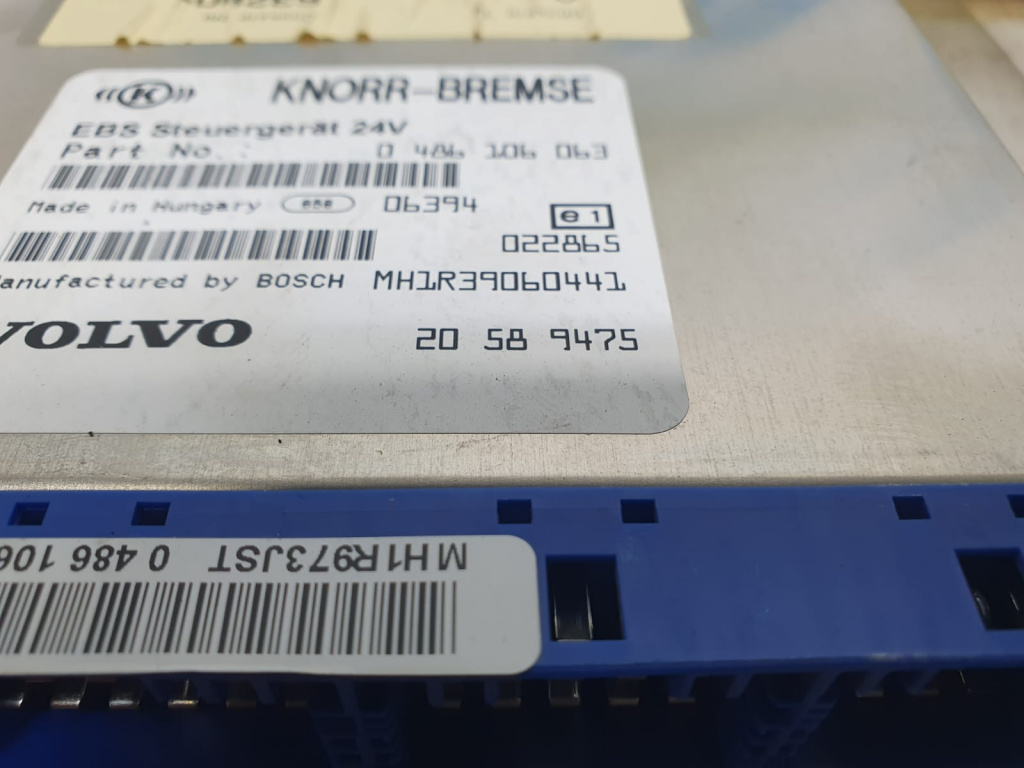 K KNORR-BREMSE
EBS Steuergerät 24V
Part No.: 0 486 106 063
Made in Hungary 658 06394 e1
022865
anufactured by BOSCH MH1R39060441
VOLVO 20 58 9475
MH1R973JST 0 486 106